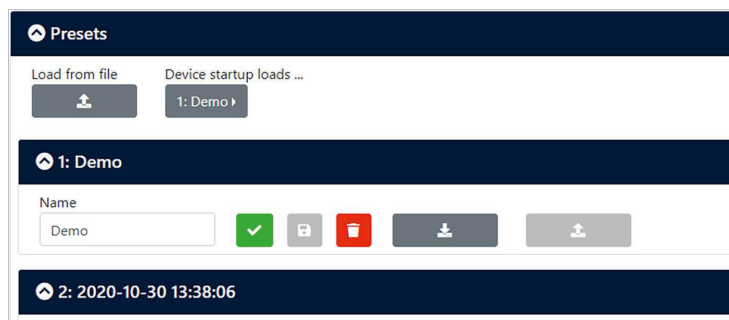 Presets
Load from file
Device startup loads ...
1: Demo
1: Demo
Name
Demo
2: 2020-10-30 13:38:06